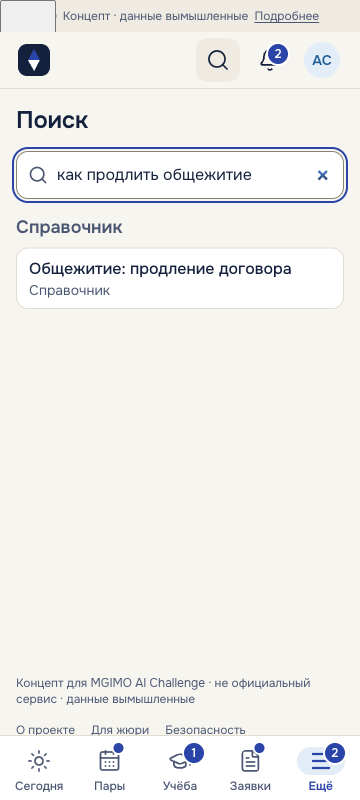 Концепт · данные вымышленные Подробнее
2
АС
Поиск
как продлить общежитие
Справочник
Общежитие: продление договора
Справочник
Концепт для MGIMO AI Challenge · не официальный
сервис · данные вымышленные
О проекте Для жюри Безопасность
1 2
Сегодня Пары Учёба Заявки Ещё